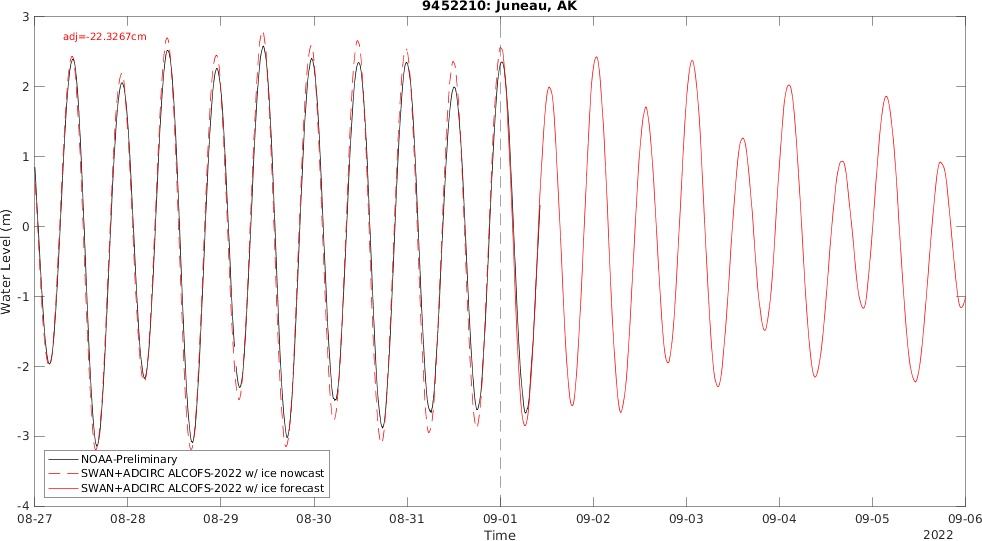 9452210: Juneau, AK
adj=-22.3267cm
3
2
1
0
-1
-2
-3
-4
Water Level (m)
NOAA-Preliminary
SWAN+ADCIRC ALCOFS-2022 w/ ice nowcast
SWAN+ADCIRC ALCOFS-2022 w/ ice forecast
08-27 08-28 08-29 08-30 08-31 09-01 09-02 09-03 09-04 09-05 09-06
Time
2022